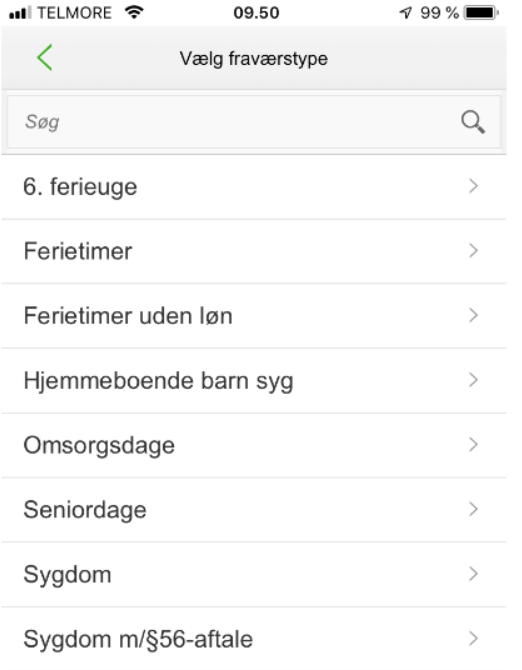 TELMORE 09.50 99 %
Vælg fraværstype
Søg
6. ferieuge
Ferietimer
Ferietimer uden løn
Hjemmeboende barn syg
Omsorgsdage
Seniordage
Sygdom
Sygdom m/§56-aftale